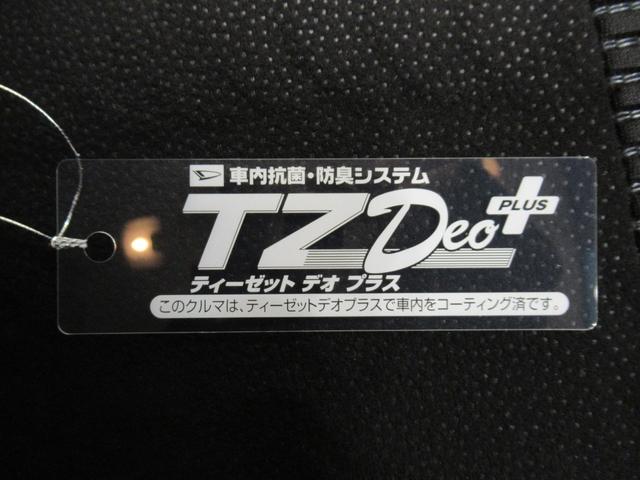 車内抗菌・防臭システム
TZ Deo PLUS
ティーゼット デオ プラス
このクルマは、ティーゼットデオプラスで車内をコーティング済です。